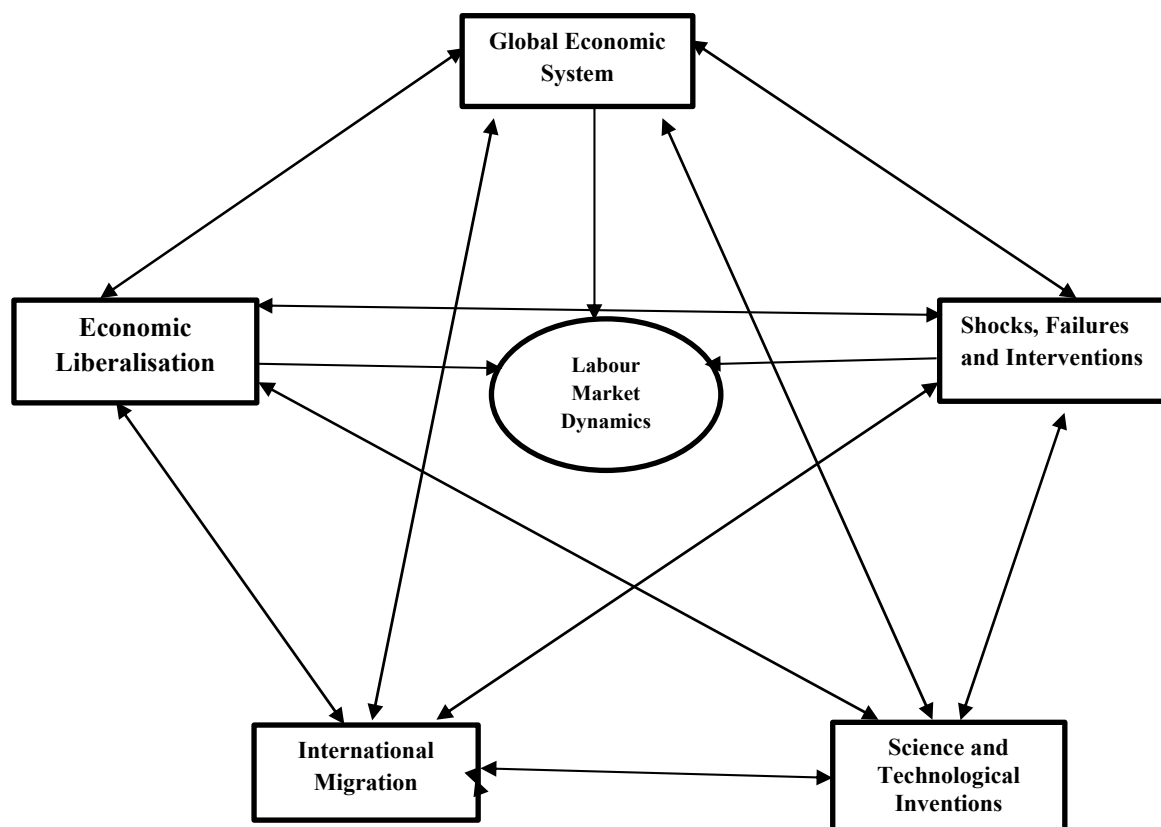 Global Economic
System
Economic
Liberalisation
Shocks, Failures
and Interventions
Labour
Market
Dynamics
International
Migration
Science and
Technological
Inventions